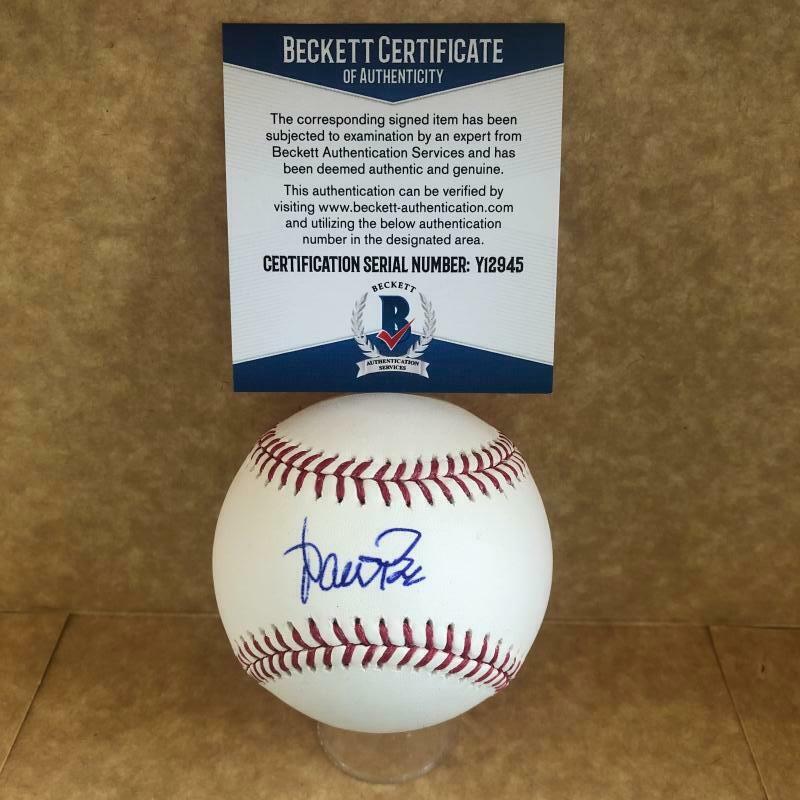 BECKETT CERTIFICATE
OF AUTHENTICITY
The corresponding signed item has been
subjected to examination by an expert from
Beckett Authentication Services and has
been deemed authentic and genuine.
This authentication can be verified by
visiting www.beckett-authentication.com
and utilizing the below authentication
number in the designated area.
CERTIFICATION SERIAL NUMBER: Y12945
BECKETT
B
AUTHENTICATION
SERVICES